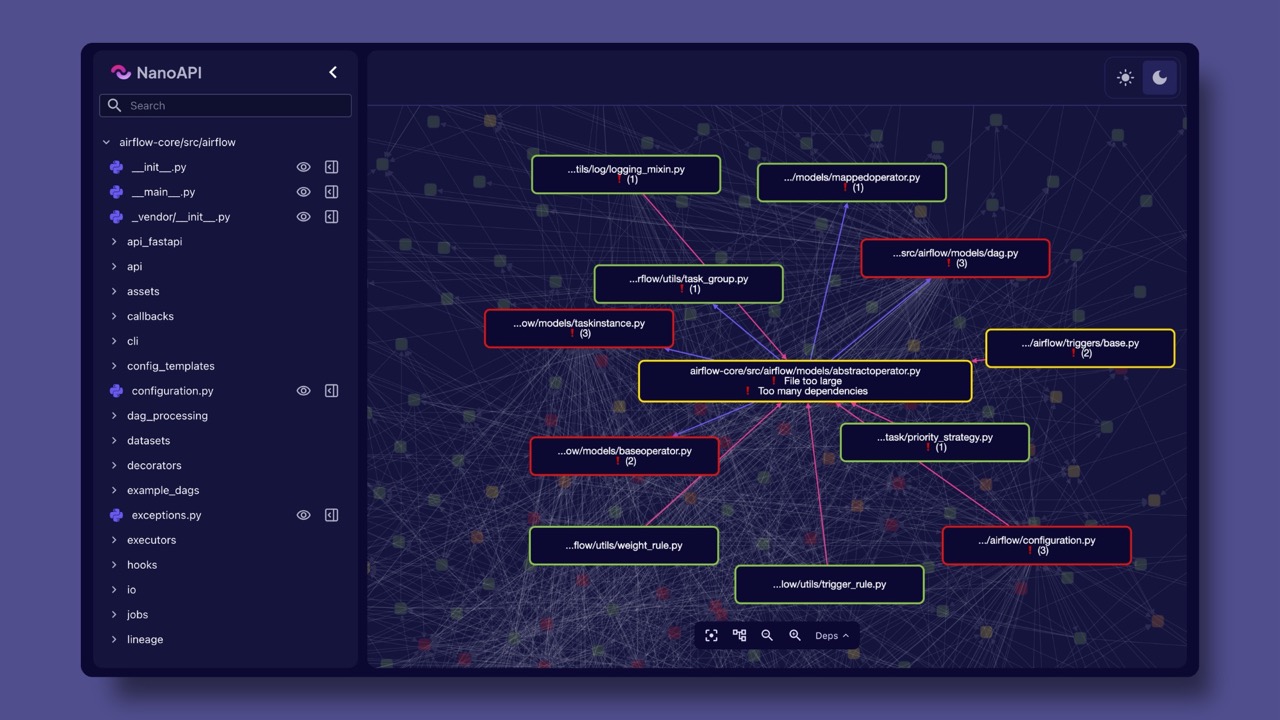 NanoAPI
Search
airflow-core/src/airflow
__init__.py
__main__.py
_vendor/__init__.py
api_fastapi
api
assets
callbacks
cli
config_templates
configuration.py
dag_processing
datasets
decorators
example_dags
exceptions.py
executors
hooks
io
jobs
lineage
...tils/log/logging_mixin.py
❗ (1)
.../models/mappedoperator.py
❗ (1)
...src/airflow/models/dag.py
❗ (3)
...rflow/utils/task_group.py
❗ (1)
...ow/models/taskinstance.py
❗ (3)
.../airflow/triggers/base.py
❗ (2)
airflow-core/src/airflow/models/abstractoperator.py
❗ File too large
❗ Too many dependencies
...task/priority_strategy.py
❗ (1)
...ow/models/baseoperator.py
❗ (2)
...flow/utils/weight_rule.py
.../airflow/configuration.py
❗ (3)
...low/utils/trigger_rule.py
Deps